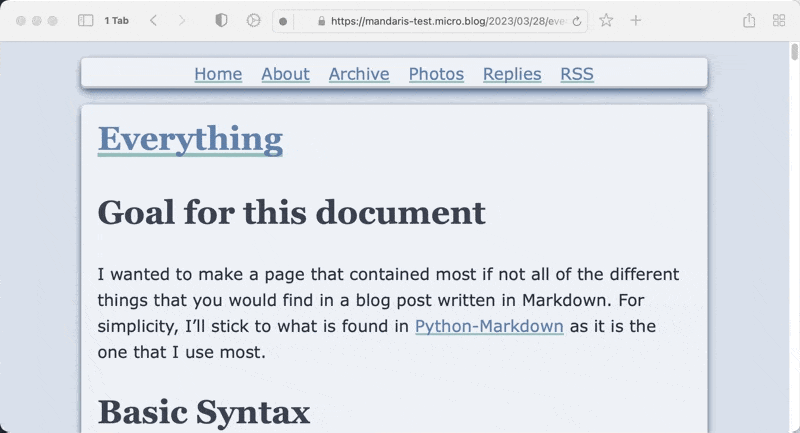 1 Tab
https://mandaris-test.micro.blog/2023/03/28/eve
Home About Archive Photos Replies RSS
Everything
Goal for this document
I wanted to make a page that contained most if not all of the different
things that you would find in a blog post written in Markdown. For
simplicity, I’ll stick to what is found in Python-Markdown as it is the
one that I use most.
Basic Syntax